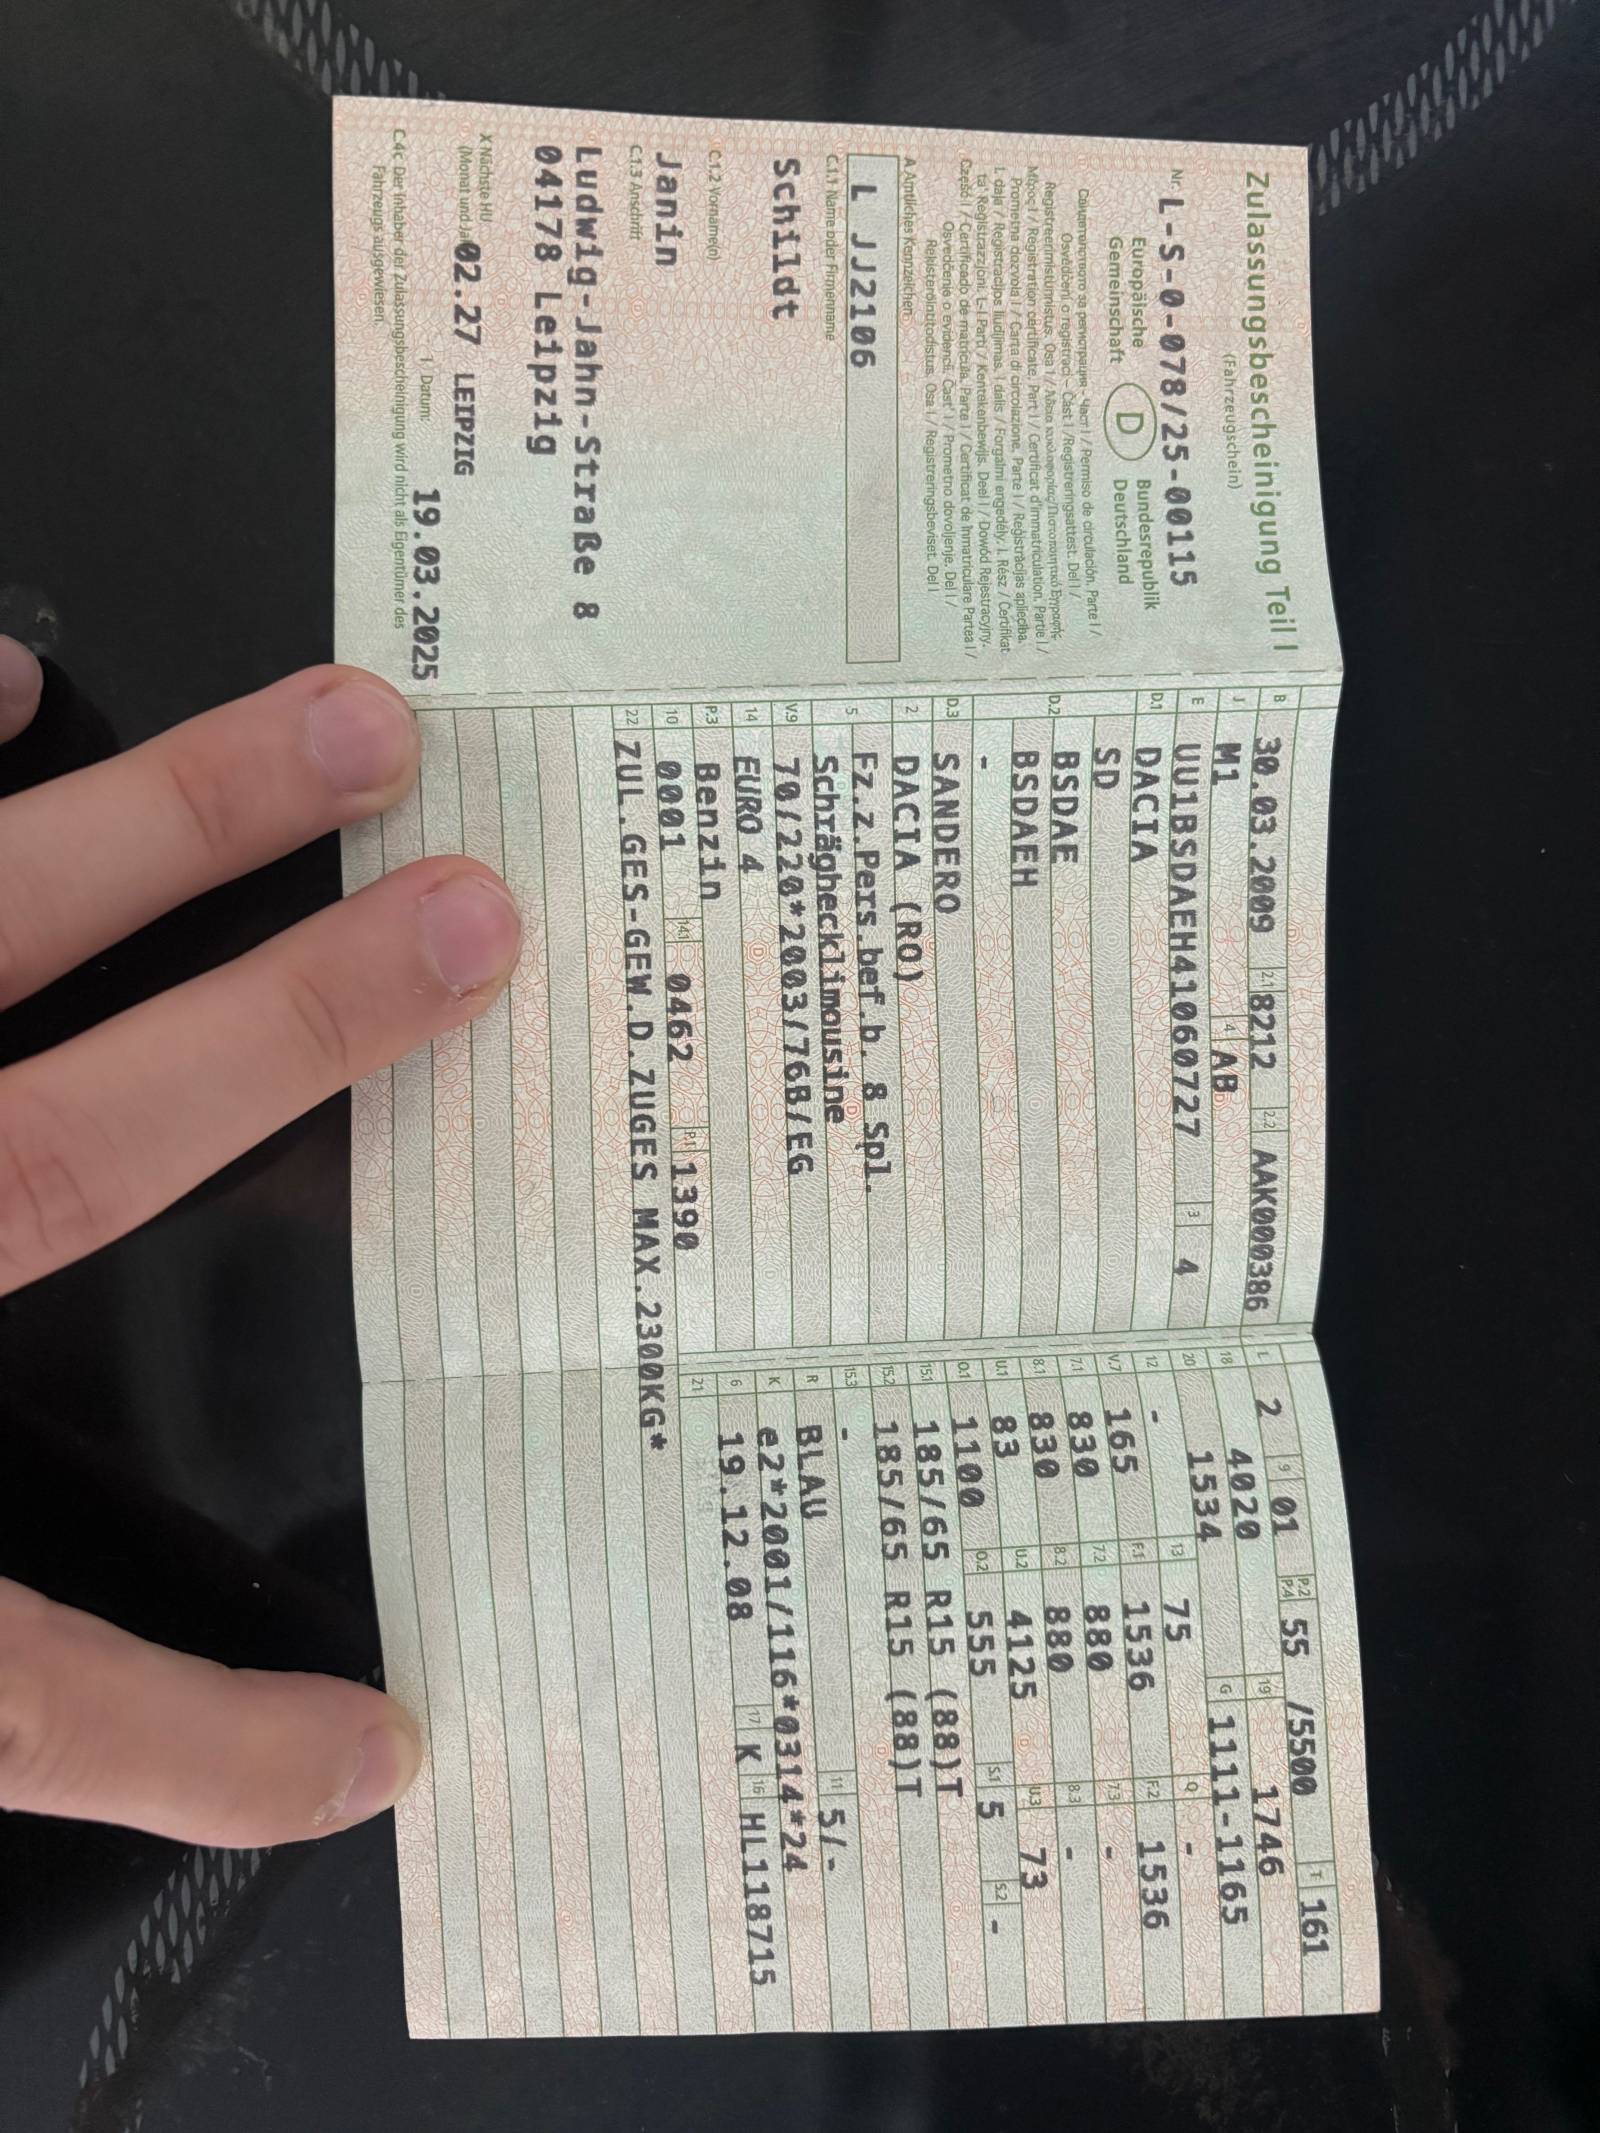 Zulassungsbescheinigung Teil I
(Fahrzeugschein)
Nr. L-S-0-078/25-00115
Europäische Gemeinschaft
D
Bundesrepublik Deutschland
A Amtliches Kennzeichen
L JJ2106
C.1.1 Name oder Firmenname
Schildt
C.1.2 Vorname(n)
Janin
C.1.3 Anschrift
Ludwig-Jahn-Straße 8
04178 Leipzig
X Nächste HU
(Monat und
02.27 LEIPZIG
I Datum:
19.03.2025
C.4c Der Inhaber der Zulassungsbescheinigung wird nicht als Eigentümer des
Fahrzeugs ausgewiesen.
B 30.03.2009 2.1 8212 2.2 AAK000386
J M1 4 AB
E UU1BSDAEH41060727 3 4
D.1 DACIA
SD
D.2 BSDAE
BSDAEH
-
D.3 SANDERO
2 DACIA (RO)
5 Fz.z.Pers.bef.b. 8 Spl.
Schräghecklimousine
V.9 70/220*2003/76B/EG
14 EURO 4
P.3 Benzin
10 0001 14.1 0462 P.1 1390
22 ZUL.GES-GEW.D.ZUGES MAX.2300KG*
L 2 9 01 P.2 P.4 55 /5500 T 161
18 4020 19 1746
20 1534 G 1111-1165
12 - 13 75 Q -
V.7 165 F.1 1536 F.2 1536
7.1 830 7.2 880 7.3 -
8.1 830 8.2 880 8.3 -
U.1 83 U.2 4125 U.3 73
O.1 1100 O.2 555 S.1 5 S.2 -
15.1 185/65 R15 (88)T
15.2 185/65 R15 (88)T
15.3 -
R BLAU 11 5/-
K e2*2001/116*0314*24
6 19.12.08 17 K 16 HL118715
21